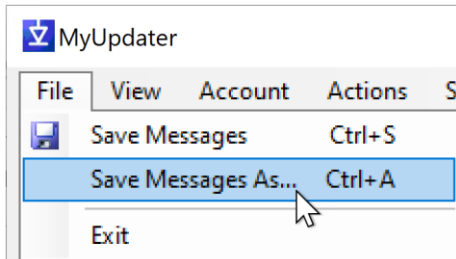 MyUpdater
File View Account Actions S
Save Messages Ctrl+S
Save Messages As... Ctrl+A
Exit